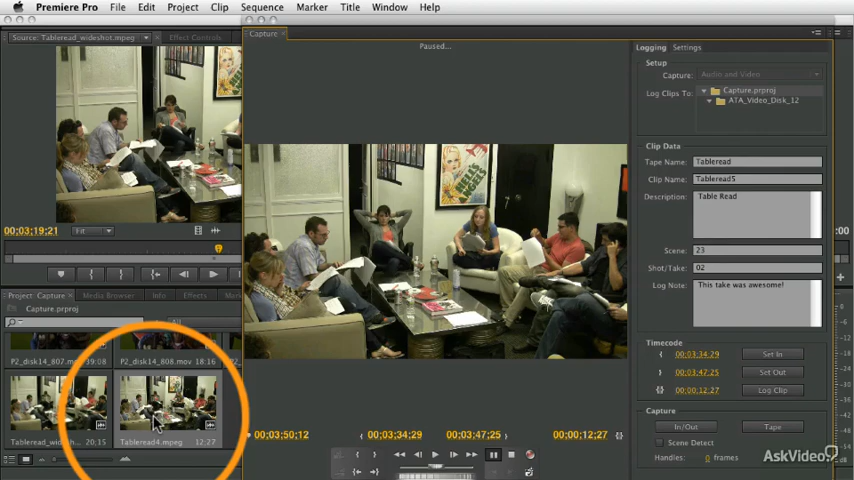 Premiere Pro File Edit Project Clip Sequence Marker Title Window Help
Source: Tableread_wideshot.mpeg Effect Controls
Capture
Paused...
Logging Settings
Setup
Capture: Audio and Video
Log Clips To: Capture.prproj
ATA_Video_Disk_12
Clip Data
Tape Name: Tableread
Clip Name: Tableread5
Description: Table Read
Scene: 23
Shot/Take: 02
Log Note: This take was awesome!
00;03;19;21 Fit
Project: Capture Media Browser Info Effects
Capture.prproj
P2_disk14_807.mov 39:08 P2_disk14_808.mov 18:16
Tableread_widesh... 20;15 Tableread4.mpeg 12:27
00;03;50;12 00;03;34;29 00;03;47;25 00;00;12;27
Timecode
00;03;34;29 Set In
00;03;47;25 Set Out
00;00;12;27 Log Clip
Capture
In/Out Tape
Scene Detect
Handles: 0 frames
AskVideo